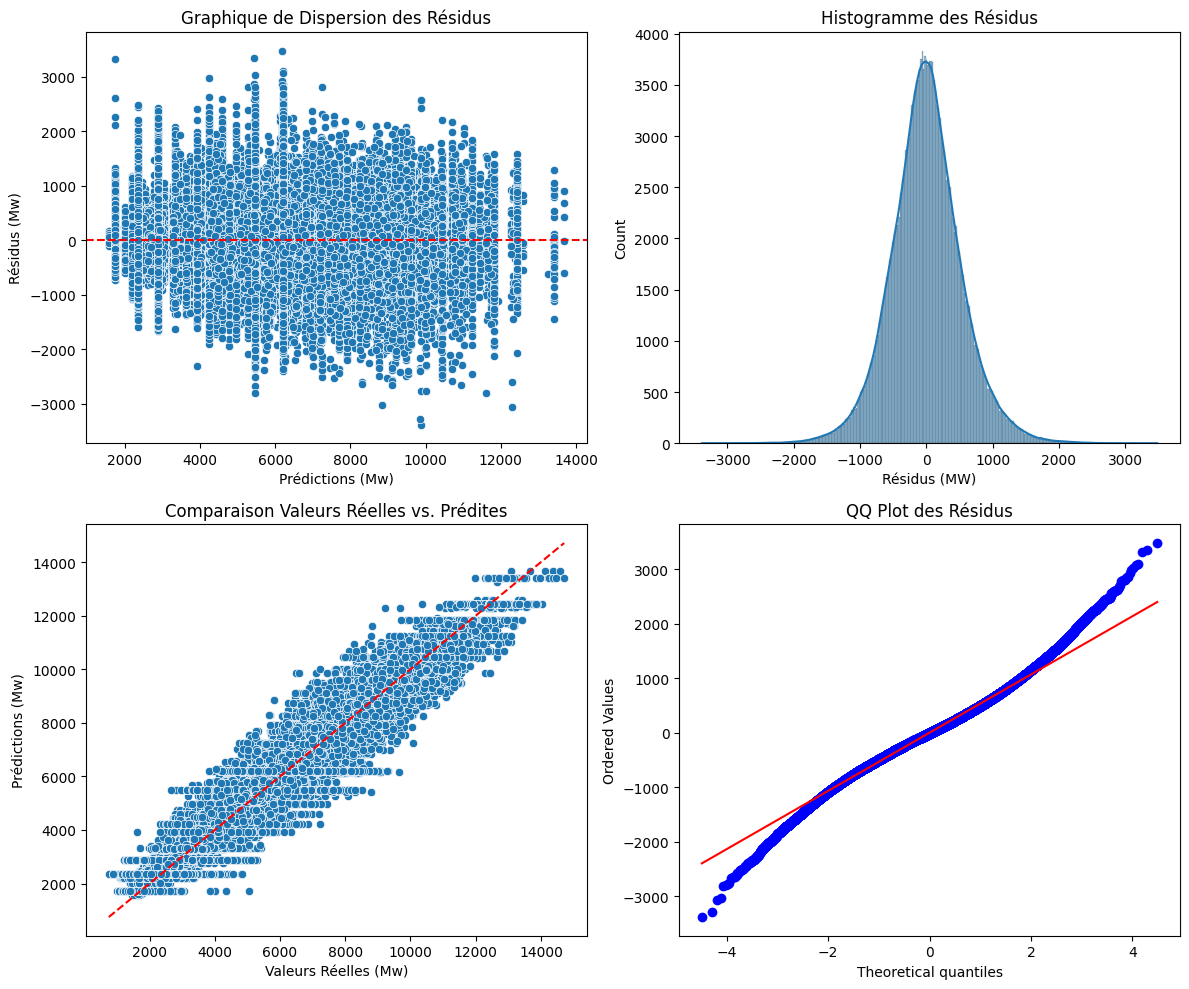 Graphique de Dispersion des Résidus
Résidus (Mw)
3000
2000
1000
0
−1000
−2000
−3000
2000 4000 6000 8000 10000 12000 14000
Prédictions (Mw)
Histogramme des Résidus
Count
4000
3500
3000
2500
2000
1500
1000
500
0
−3000 −2000 −1000 0 1000 2000 3000
Résidus (MW)
Comparaison Valeurs Réelles vs. Prédites
Prédictions (Mw)
14000
12000
10000
8000
6000
4000
2000
2000 4000 6000 8000 10000 12000 14000
Valeurs Réelles (Mw)
QQ Plot des Résidus
Ordered Values
3000
2000
1000
0
−1000
−2000
−3000
−4 −2 0 2 4
Theoretical quantiles